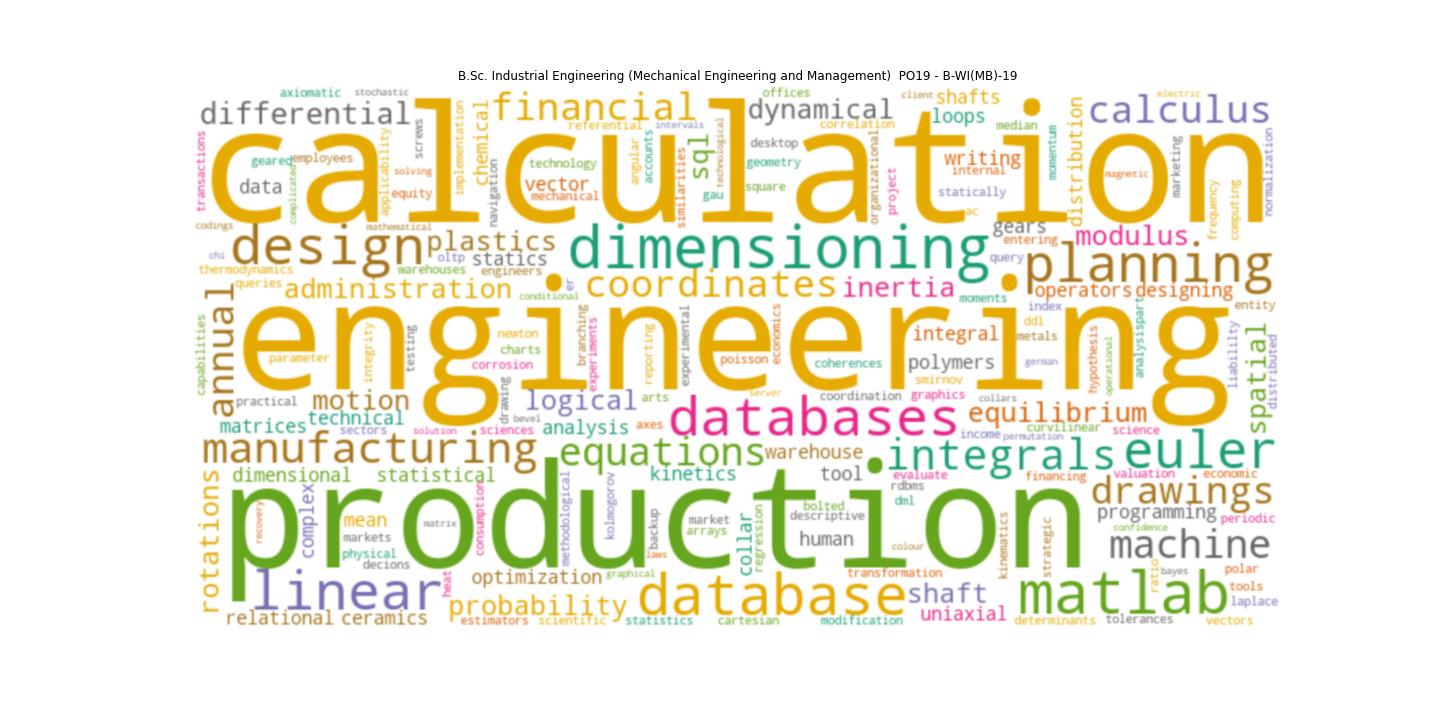 B.Sc. Industrial Engineering (Mechanical Engineering and Management)  PO19 - B-WI(MB)-19
axiomatic
stochastic
offices
client
shafts
electric
differential
calculation
financial
dynamical
loops
calculus
transactions
geared
employees
applicability
screws
implementation
chemical
referential
intervals
correlation
median
momentum
distribution
marketing
normalization
data
complicated
solving
equity
navigation
technology
vector
mechanical
angular
accounts
similarities
sql
technological
desktop
geometry
square
gau
organizational
project
writing
internal
statically
ac
magnetic
frequency
computing
codings
mathematical
design
plastics
statics
dimensioning
gears
entering
modulus
planning
chi
oltp
thermodynamics
warehouses
engineers
query
queries
administration
conditional
er
coordinates
inertia
moments
operators
designing
annual
engineering
index
entity
capabilities
parameter
integrity
testing
newton
charts
corrosion
branching
experiments
reporting
experimental
poisson
economics
coherences
integral
polymers
smirnov
ddl
metals
german
hypothesis
operational
analysispart
liability
spatial
distributed
practical
motion
drawing
logical
arts
server
coordination
graphics
collars
matrices
technical
sectors
solution
sciences
bevel
analysis
axes
databases
equilibrium
income
permutation
curvilinear
science
manufacturing
equations
warehouse
integrals
euler
dimensional
statistical
kinetics
tool
evaluate
financing
valuation
economic
rotations
production
rdbms
dml
drawings
recovery
complex
mean
markets
physical
decions
matrix
consumption
methodological
kolmogorov
backup
market
arrays
laws
collar
regression
bolted
descriptive
human
colour
kinematics
strategic
programming
confidence
periodic
machine
linear
heat
optimization
graphical
transformation
ratio
bayes
polar
tools
laplace
probability
database
shaft
uniaxial
matlab
relational
ceramics
estimators
scientific
statistics
cartesian
modification
determinants
tolerances
vectors